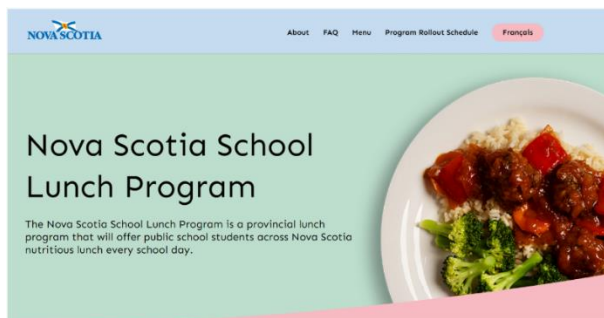 NOVA SCOTIA
About FAQ Menu Program Rollout Schedule Français
Nova Scotia School
Lunch Program
The Nova Scotia School Lunch Program is a provincial lunch
program that will offer public school students across Nova Scotia
nutritious lunch every school day.